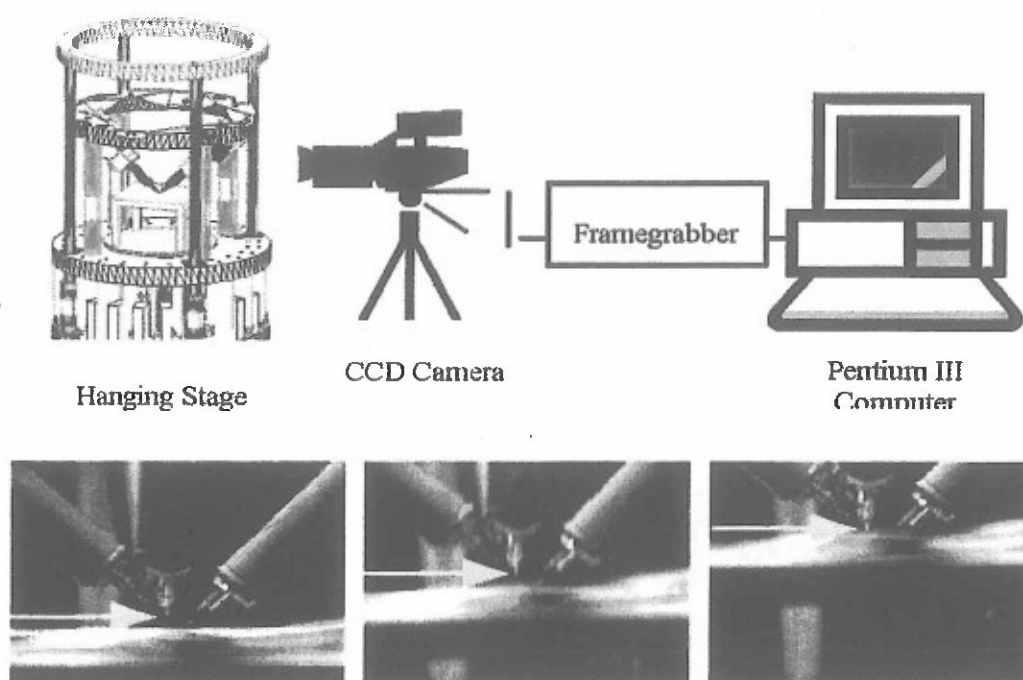 Framegrabber
CCD Camera
Hanging Stage
Pentium III
Computer